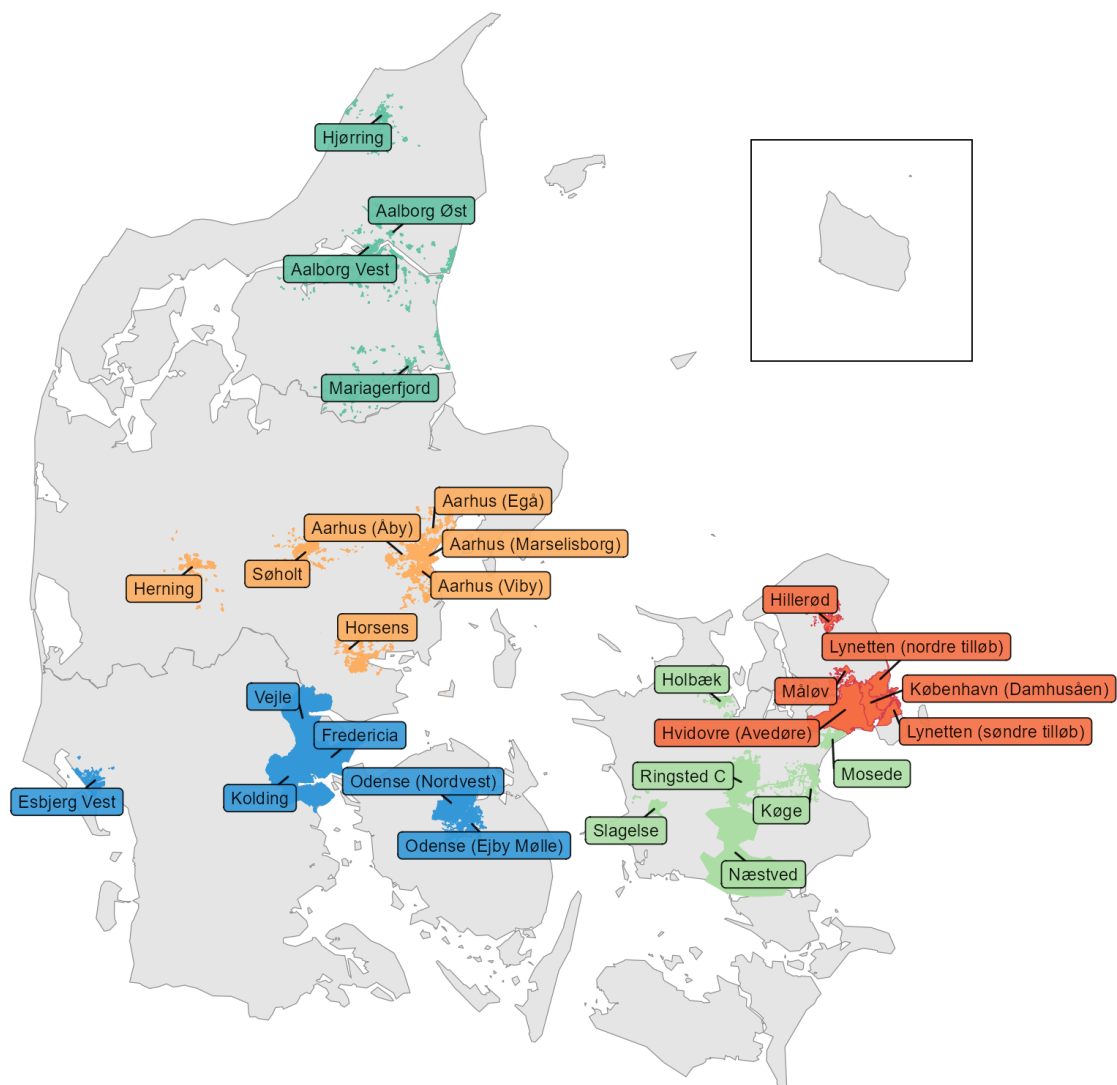 Hjørring
Aalborg Øst
Aalborg Vest
Mariagerfjord
Aarhus (Egå)
Aarhus (Åby)
Aarhus (Marselisborg)
Søholt
Herning
Aarhus (Viby)
Hillerød
Horsens
Lynetten (nordre tilløb)
Holbæk
Måløv
København (Damhusåen)
Vejle
Hvidovre (Avedøre)
Lynetten (søndre tilløb)
Fredericia
Mosede
Ringsted C
Odense (Nordvest)
Esbjerg Vest
Kolding
Køge
Slagelse
Odense (Ejby Mølle)
Næstved